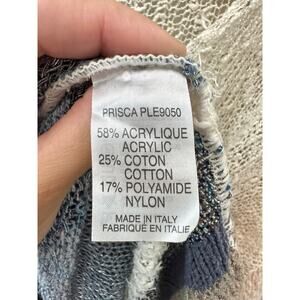 PRISCA PLE9050
58% ACRYLIQUE
ACRYLIC
25% COTON
COTTON
17% POLYAMIDE
NYLON
MADE IN ITALY
FABRIQUÉ EN ITALIE